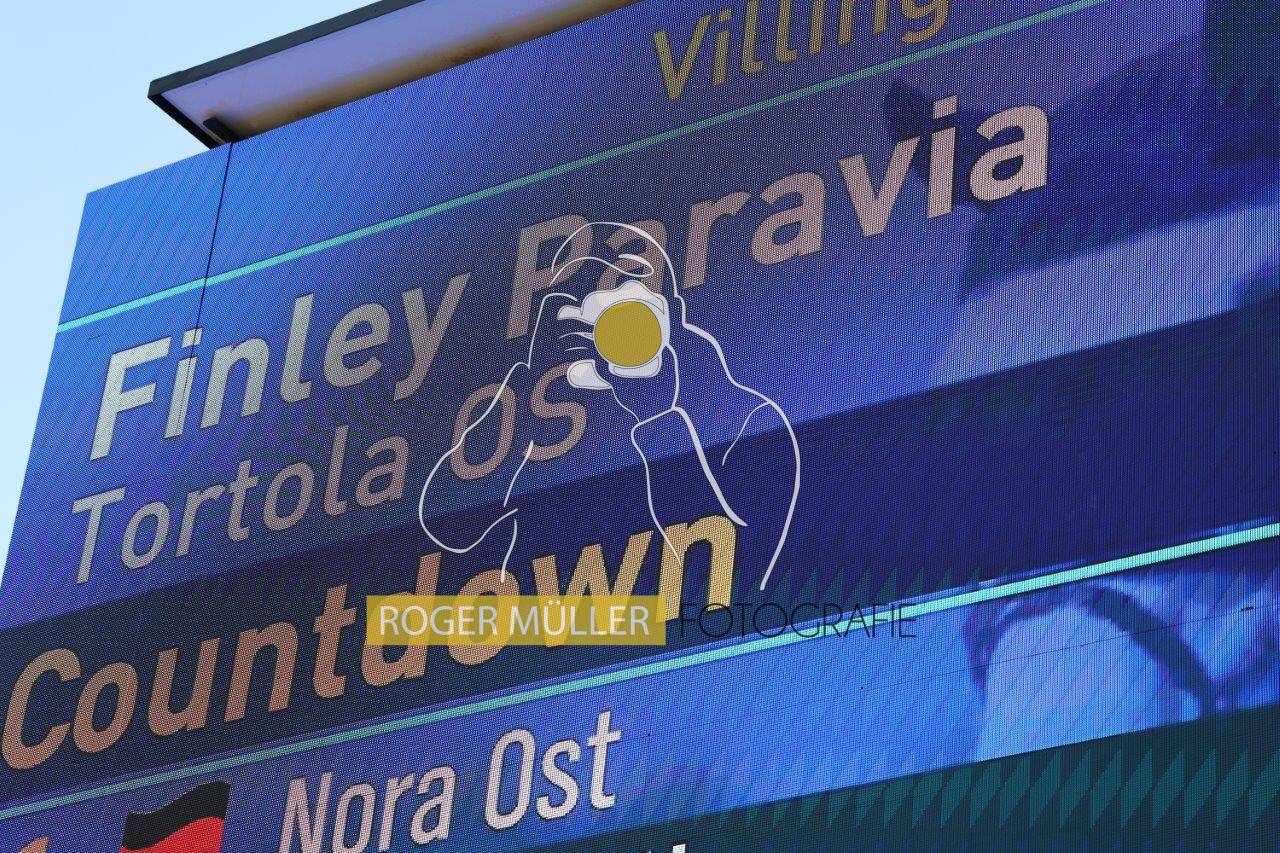 Villing
Finley Paravia
Tortola OS
Countdown
ROGER MÜLLER FOTOGRAFIE
Nora Ost